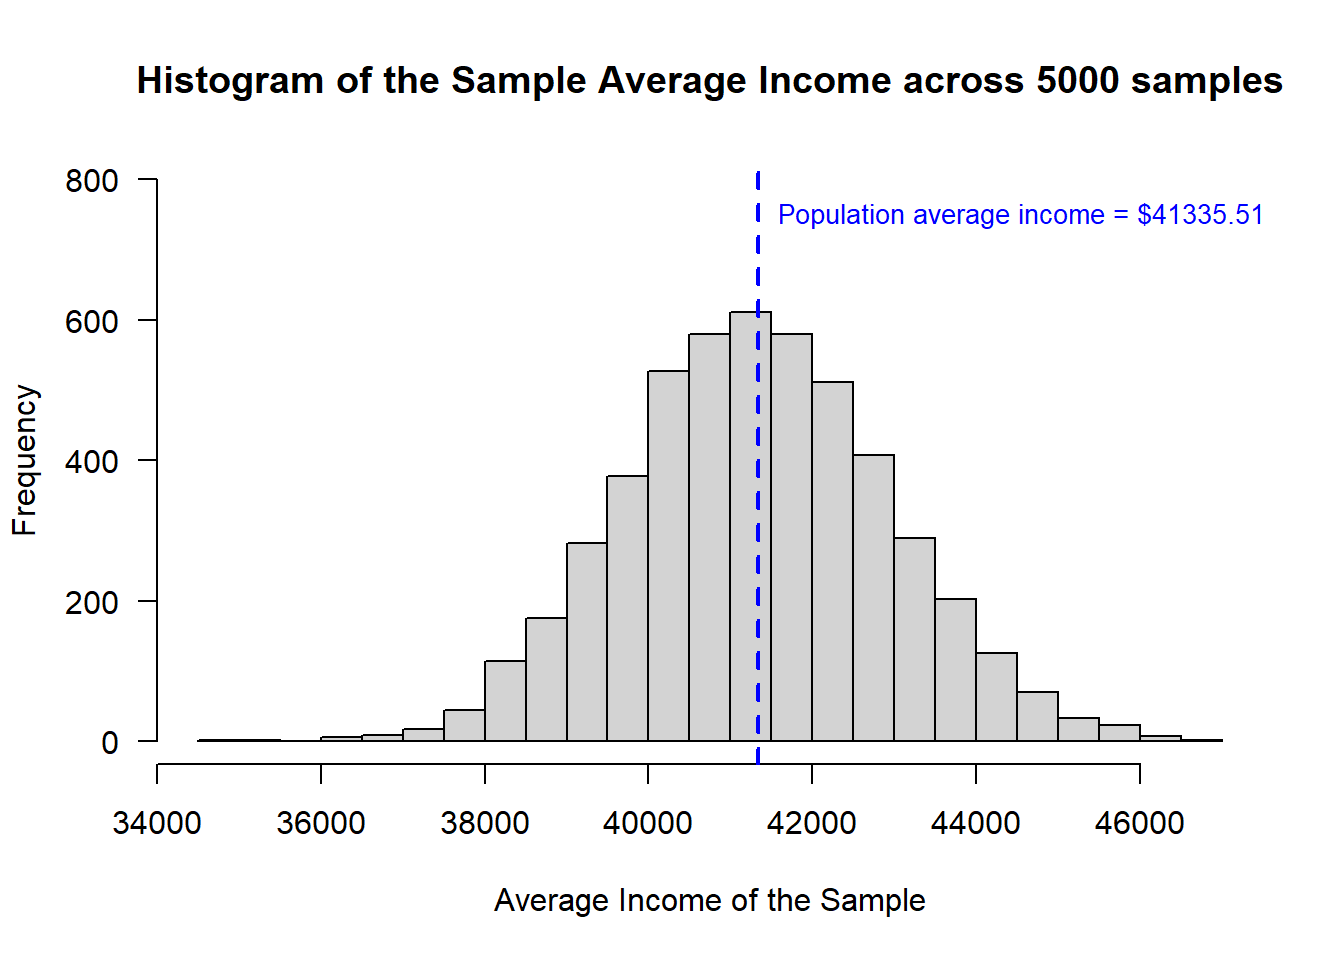 Histogram of the Sample Average Income across 5000 samples
800
Population average income = $41335.51
600
400
200
0
Frequency
34000 36000 38000 40000 42000 44000 46000
Average Income of the Sample